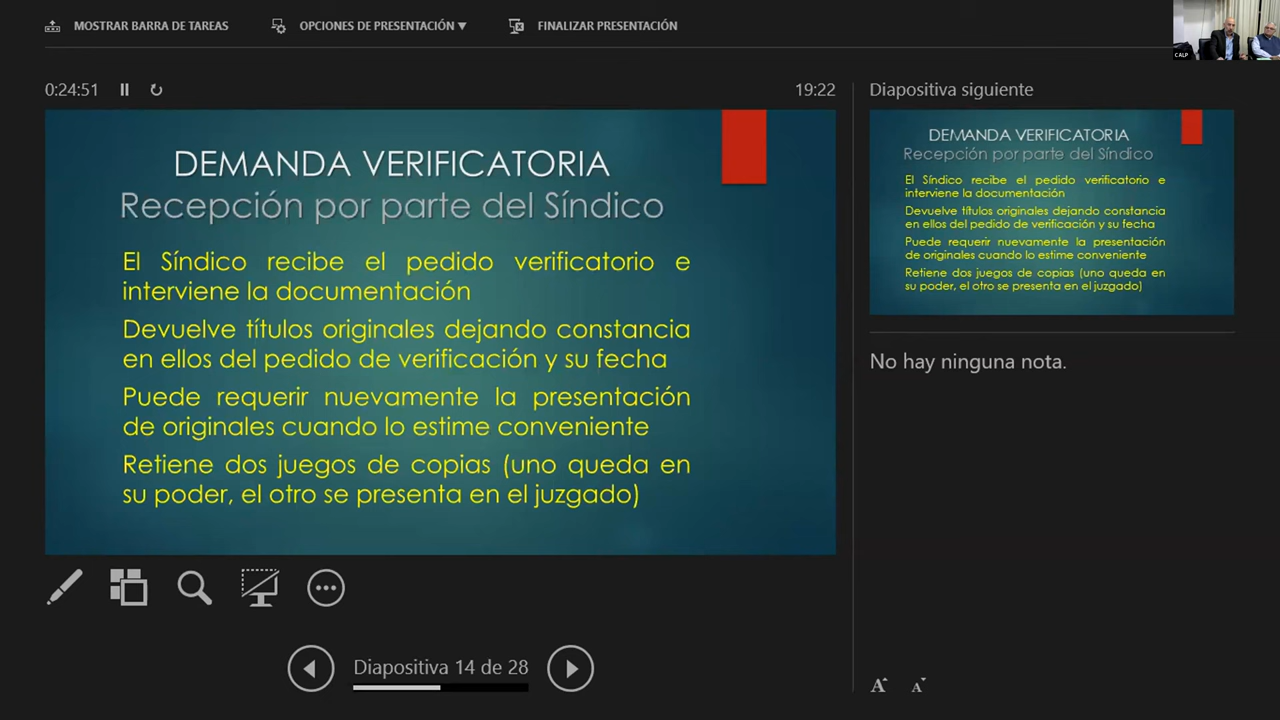 MOSTRAR BARRA DE TAREAS
OPCIONES DE PRESENTACIÓN ▼
FINALIZAR PRESENTACIÓN
CALP
0:24:51
19:22
DEMANDA VERIFICATORIA
Recepción por parte del Síndico
El Síndico recibe el pedido verificatorio e
interviene la documentación
Devuelve títulos originales dejando constancia
en ellos del pedido de verificación y su fecha
Puede requerir nuevamente la presentación
de originales cuando lo estime conveniente
Retiene dos juegos de copias (uno queda en
su poder, el otro se presenta en el juzgado)
Diapositiva 14 de 28
Diapositiva siguiente
DEMANDA VERIFICATORIA
Recepción por parte del Síndico
El Síndico recibe el pedido verificatorio e
interviene la documentación
Devuelve títulos originales dejando constancia
en ellos del pedido de verificación y su fecha
Puede requerir nuevamente la presentación
de originales cuando lo estime conveniente
Retiene dos juegos de copias (uno queda en
su poder, el otro se presenta en el juzgado)
No hay ninguna nota.
A A